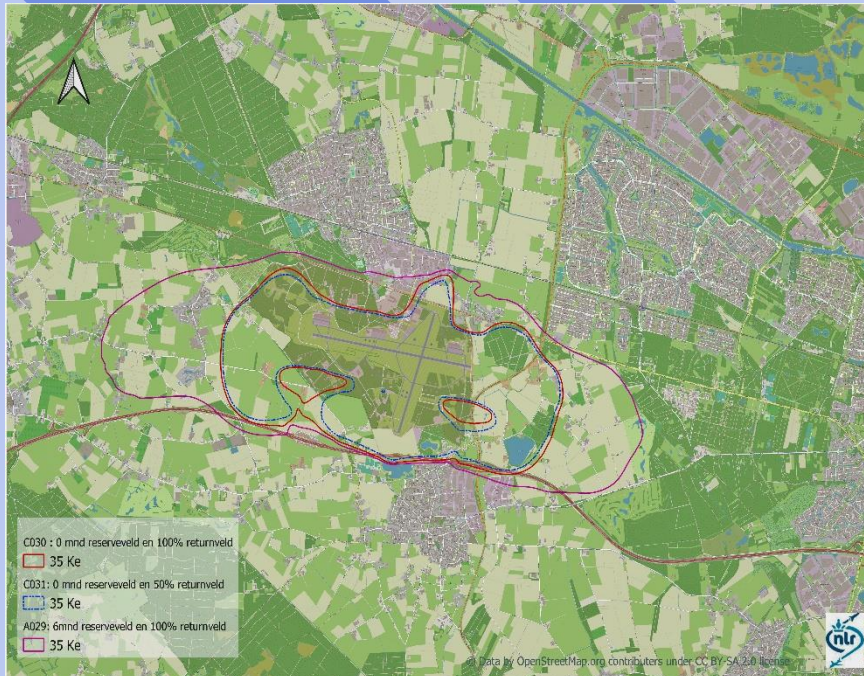 C030 : 0 mnd reserveveld en 100% returnveld
35 Ke
C031: 0 mnd reserveveld en 50% returnveld
35 Ke
A029: 6mnd reserveveld en 100% returnveld
35 Ke
nlr
Data by OpenStreetMap.org contributors under CC BY-SA 2.0 license